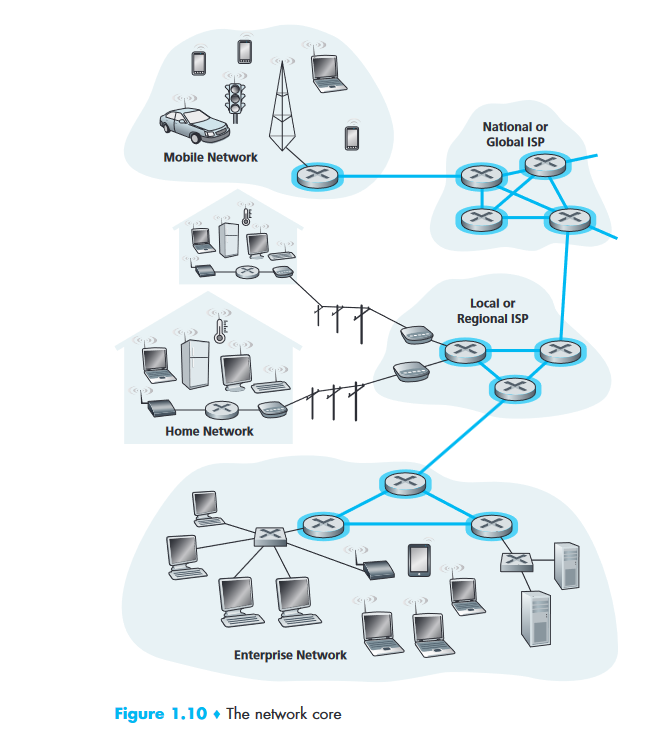 National or
Global ISP
Mobile Network
Local or
Regional ISP
Home Network
Enterprise Network
Figure 1.10 ♦ The network core